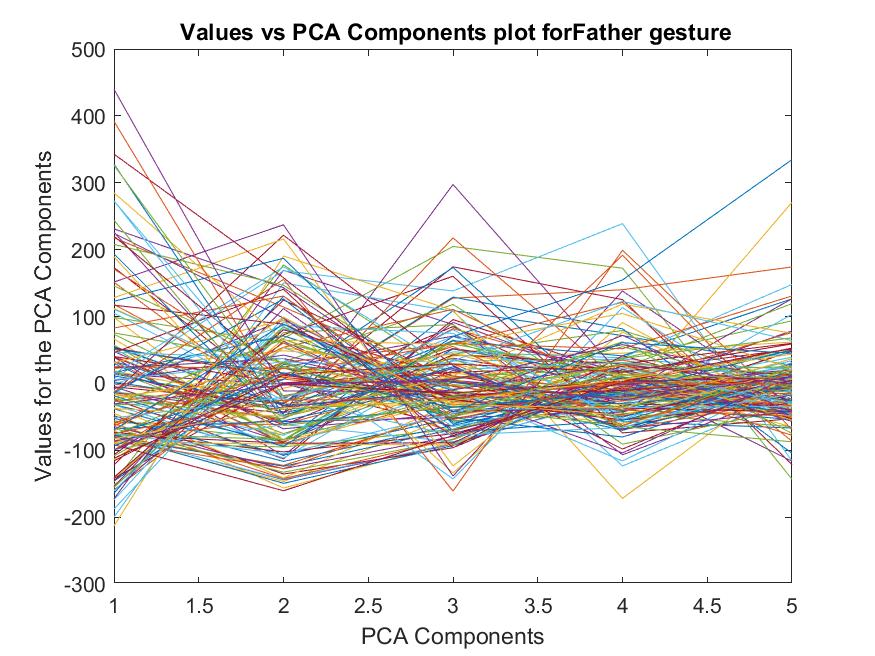 Values vs PCA Components plot forFather gesture
Values for the PCA Components
500
400
300
200
100
0
-100
-200
-300
1 1.5 2 2.5 3 3.5 4 4.5 5
PCA Components